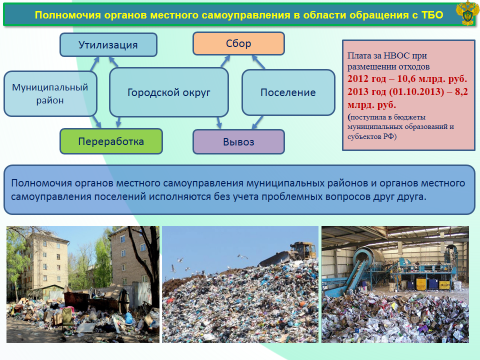 Полномочия органов местного самоуправления в области обращения с ТБО
Утилизация
Сбор
Муниципальный
район
Городской округ
Поселение
Переработка
Вывоз
Плата за НВОС при
размещении отходов
2012 год – 10,6 млрд. руб.
2013 год (01.10.2013) – 8,2
млрд. руб.
(поступила в бюджеты
муниципальных образований и
субъектов РФ)
Полномочия органов местного самоуправления муниципальных районов и органов местного
самоуправления поселений исполняются без учета проблемных вопросов друг друга.